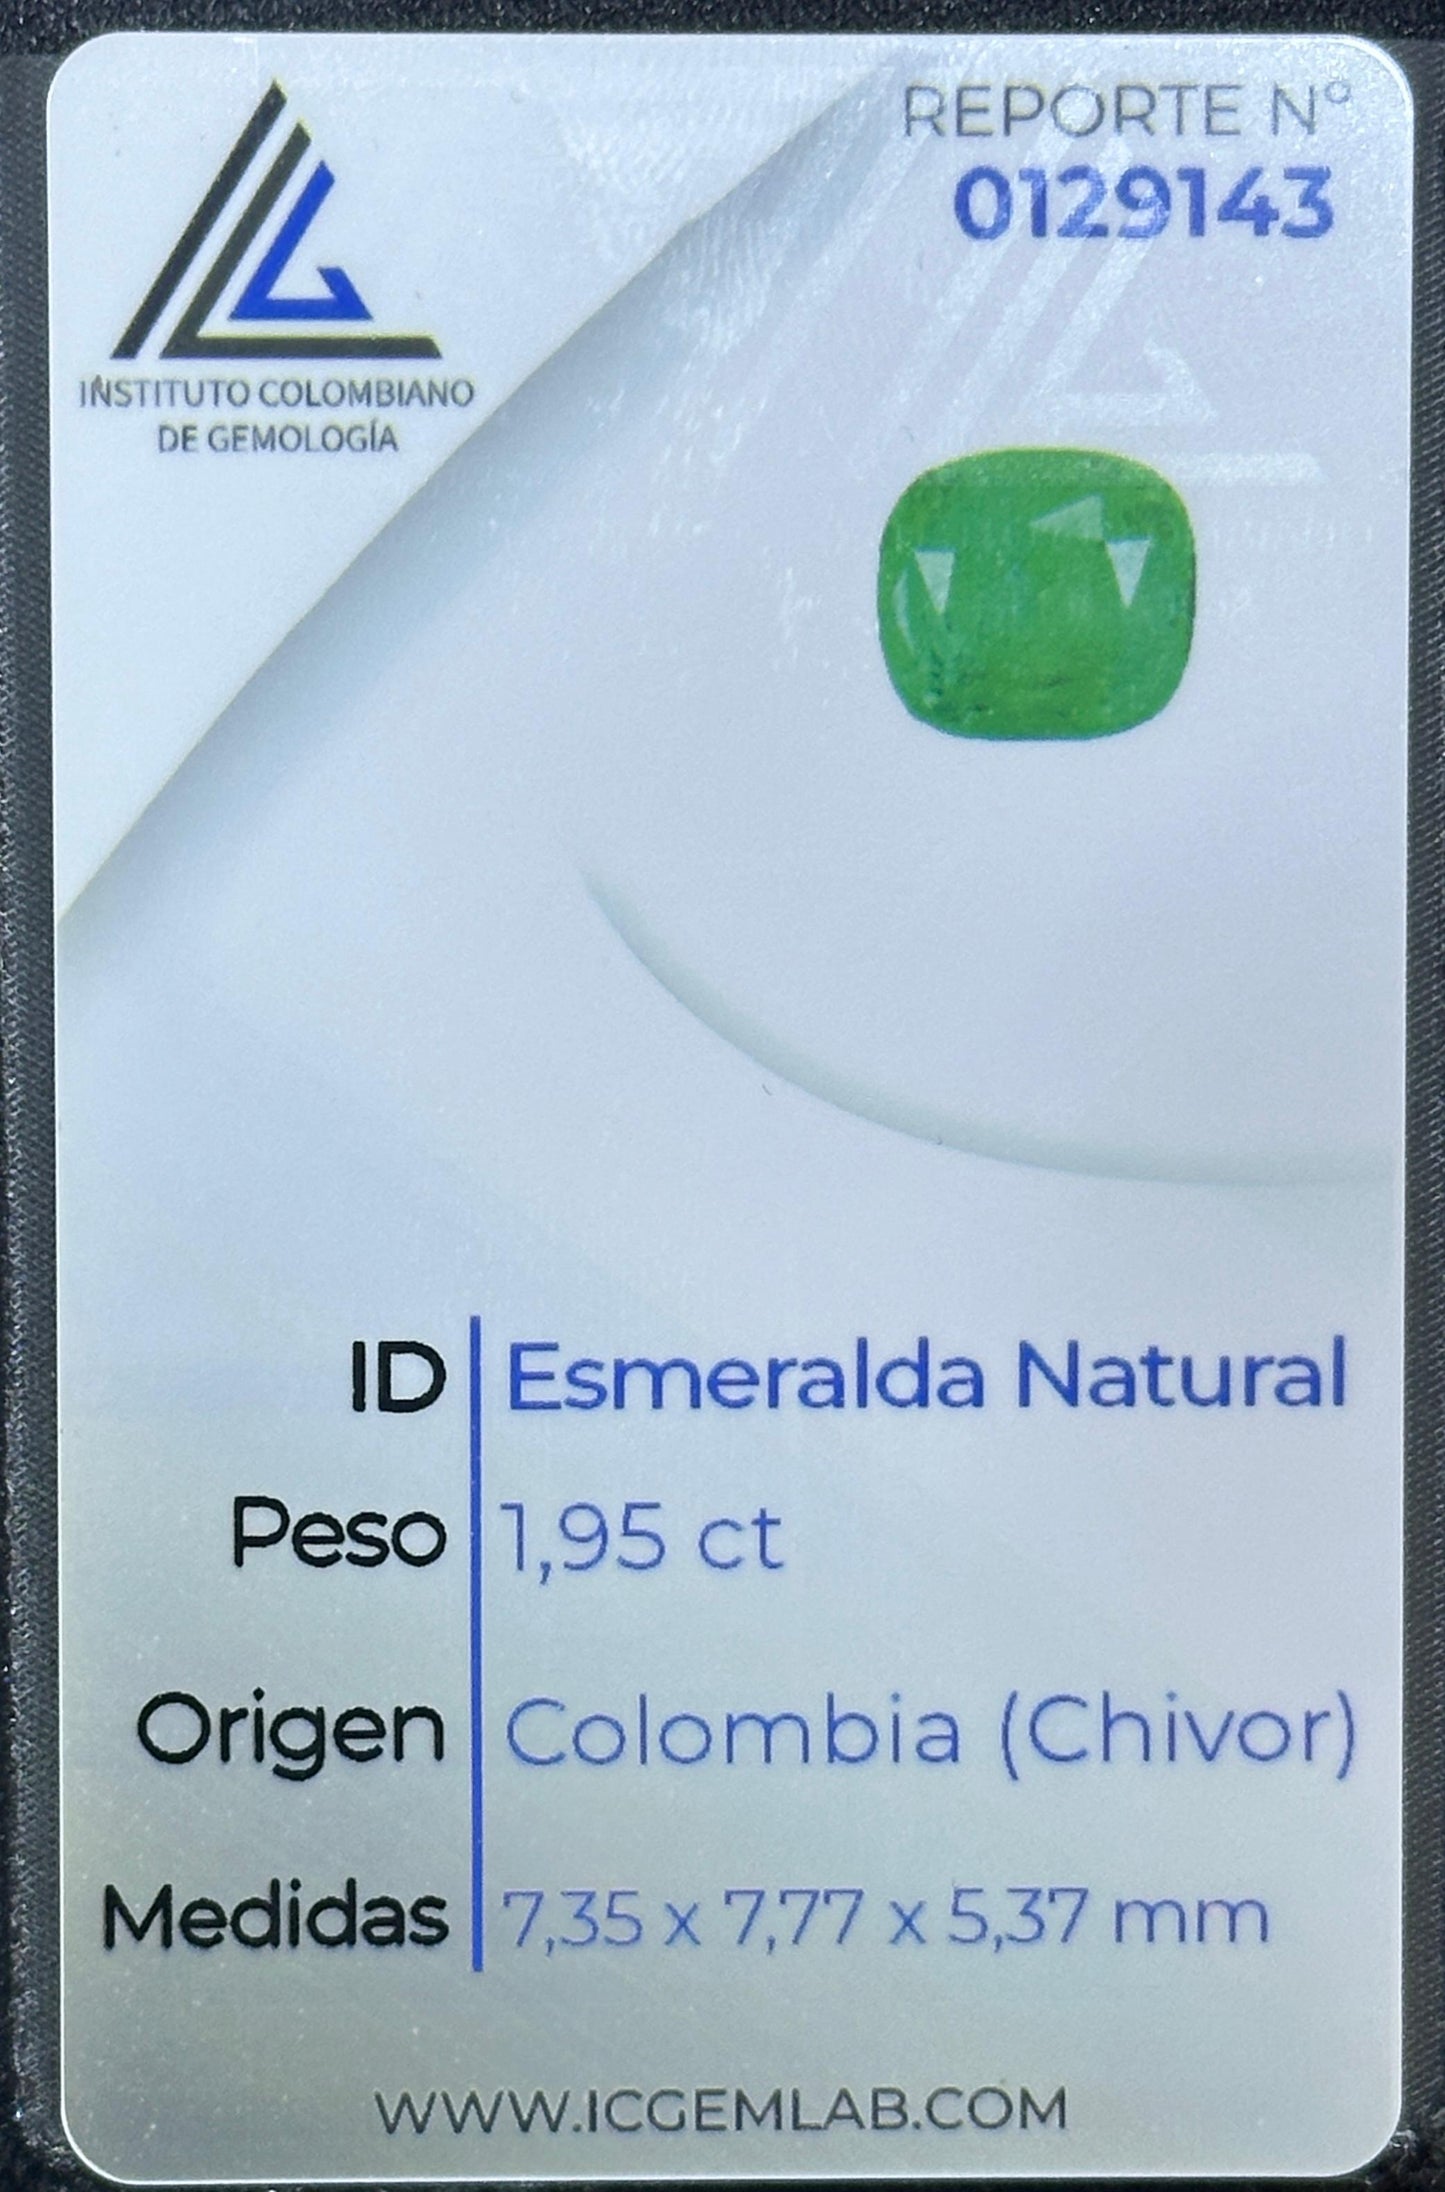 INSTITUTO COLOMBIANO
DE GEMOLOGÍA
REPORTE N°
0129143
ID Esmeralda Natural
Peso 1,95 ct
Origen Colombia (Chivor)
Medidas 7,35 x 7,77 x 5,37 mm
WWW.ICGEMLAB.COM